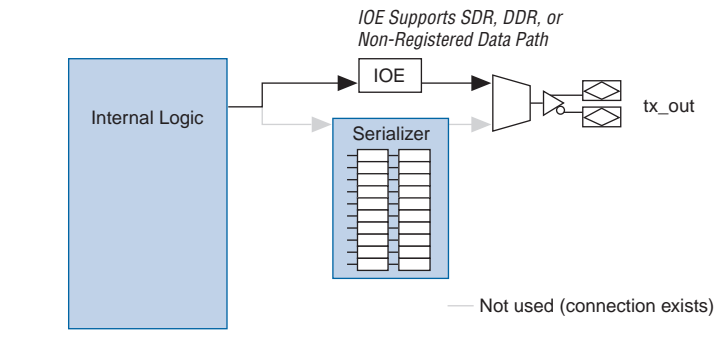 IOE Supports SDR, DDR, or
Non-Registered Data Path
IOE
Internal Logic
tx_out
Serializer
Not used (connection exists)